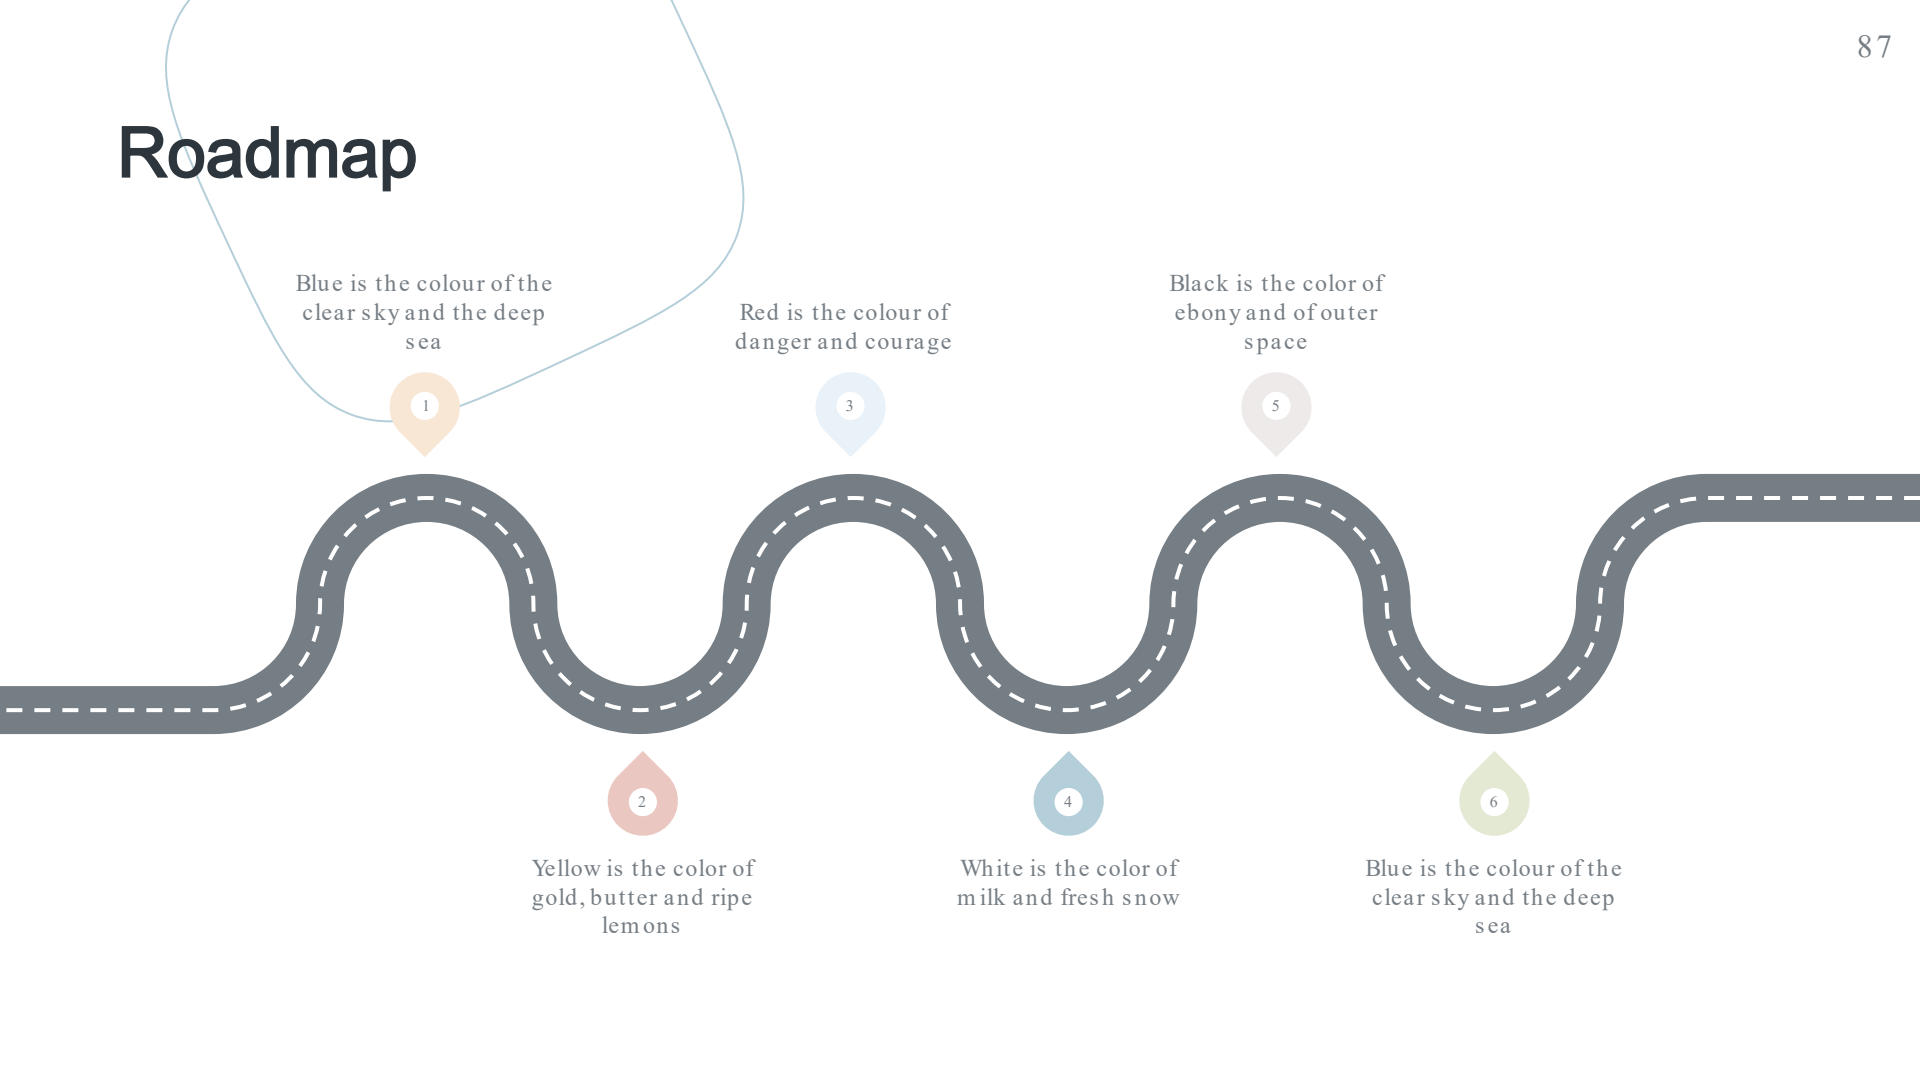 87
Roadmap
Blue is the colour of the
clear sky and the deep
sea
Red is the colour of
danger and courage
Black is the color of
ebony and of outer
space
1
3
5
2
4
6
Yellow is the color of
gold, butter and ripe
lemons
White is the color of
milk and fresh snow
Blue is the colour of the
clear sky and the deep
sea